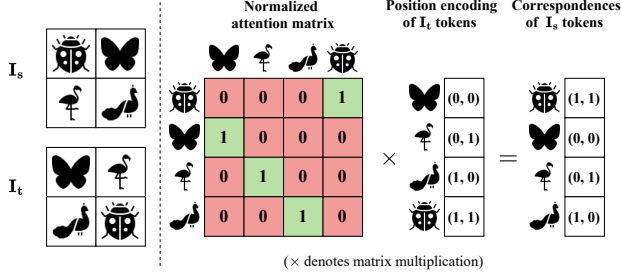 Normalized
attention matrix
Position encoding
of I_t tokens
Correspondences
of I_s tokens
I_s
I_t
0 0 0 1
1 0 0 0
0 1 0 0
0 0 1 0
×
(0, 0)
(0, 1)
(1, 0)
(1, 1)
=
(1, 1)
(0, 0)
(0, 1)
(1, 0)
(× denotes matrix multiplication)